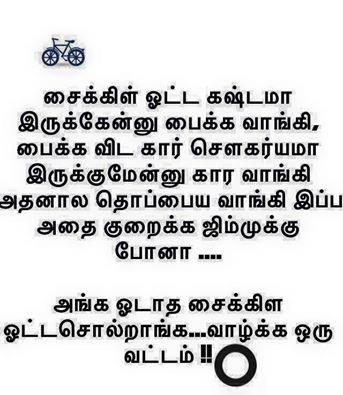 சைக்கிள் ஓட்ட கஷ்டமா
இருக்கேன்னு பைக்க வாங்கி,
பைக்க விட கார் சௌகர்யமா
இருக்குமேன்னு கார வாங்கி
அதனால தொப்பைய வாங்கி இப்ப
அதை குறைக்க ஜிம்முக்கு
போனா ....
அங்க ஓடாத சைக்கிள
ஓட்டசொல்றாங்க...வாழ்க்க ஒரு
வட்டம் !!